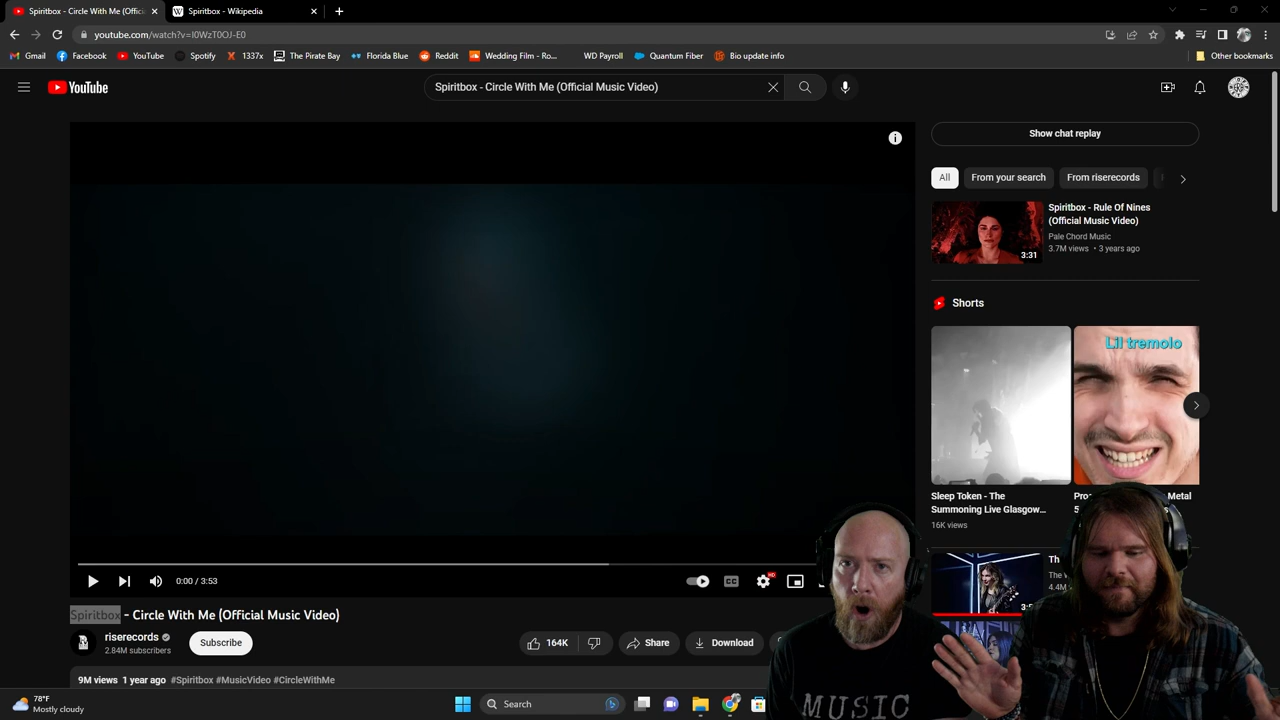 Spiritbox - Circle With Me (Offici
Spiritbox - Wikipedia
youtube.com/watch?v=I0WzT0OJ-E0
Gmail
Facebook
YouTube
Spotify
1337x
The Pirate Bay
Florida Blue
Reddit
Wedding Film - Ro...
WD Payroll
Quantum Fiber
Bio update info
Other bookmarks
YouTube
Spiritbox - Circle With Me (Official Music Video)
Show chat replay
All
From your search
From riserecords
Spiritbox - Rule Of Nines
(Official Music Video)
Pale Chord Music
3.7M views • 3 years ago
3:31
Shorts
Lil tremolo
Sleep Token - The
Summoning Live Glasgow...
16K views
Metal
Th
4.4M
0:00 / 3:53
CC
HD
Spiritbox - Circle With Me (Official Music Video)
riserecords
2.84M subscribers
Subscribe
164K
Share
Download
9M views 1 year ago #Spiritbox #MusicVideo #CircleWithMe
MUSIC
78°F
Mostly cloudy
Search